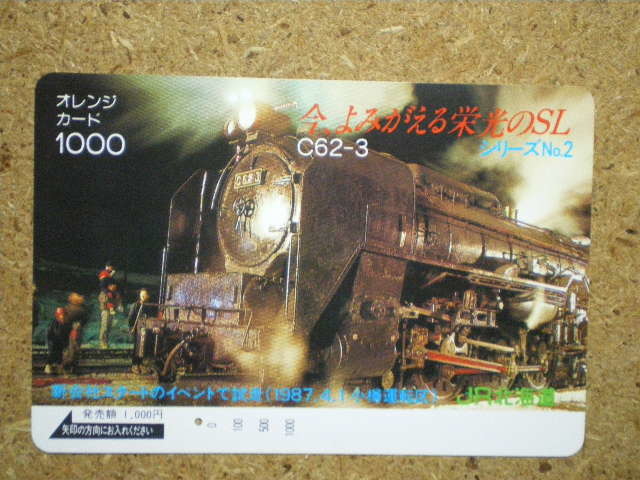 オレンジ
カード
1000
今、よみがえる栄光のSL
C62-3
シリーズNo.2
C62 3
新会社スタートのイベントで試走(1987.4.1小樽運転区)
JR北海道
発売額 1,000円
矢印の方向にお入れください
0 100 500 1000